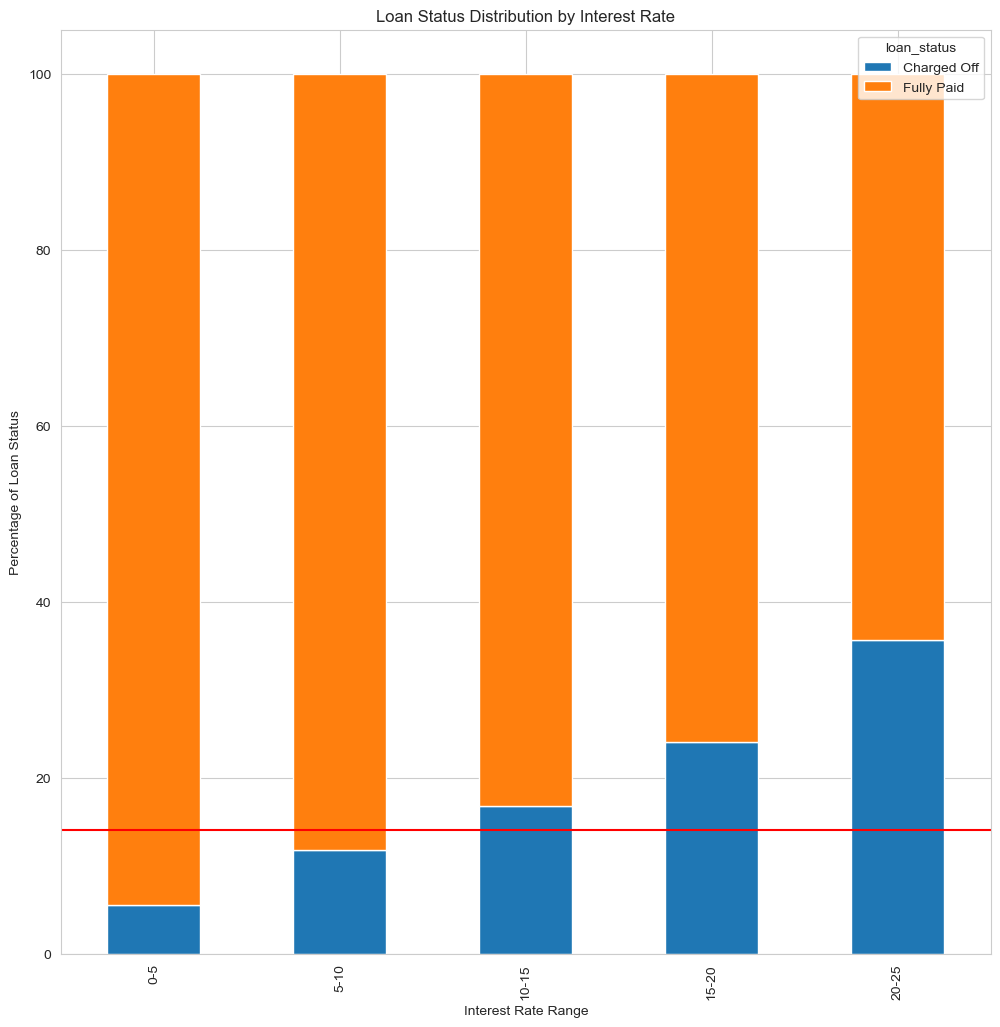 Loan Status Distribution by Interest Rate
loan_status
Charged Off
Fully Paid
Percentage of Loan Status
100
80
60
40
20
0
0-5
5-10
10-15
15-20
20-25
Interest Rate Range